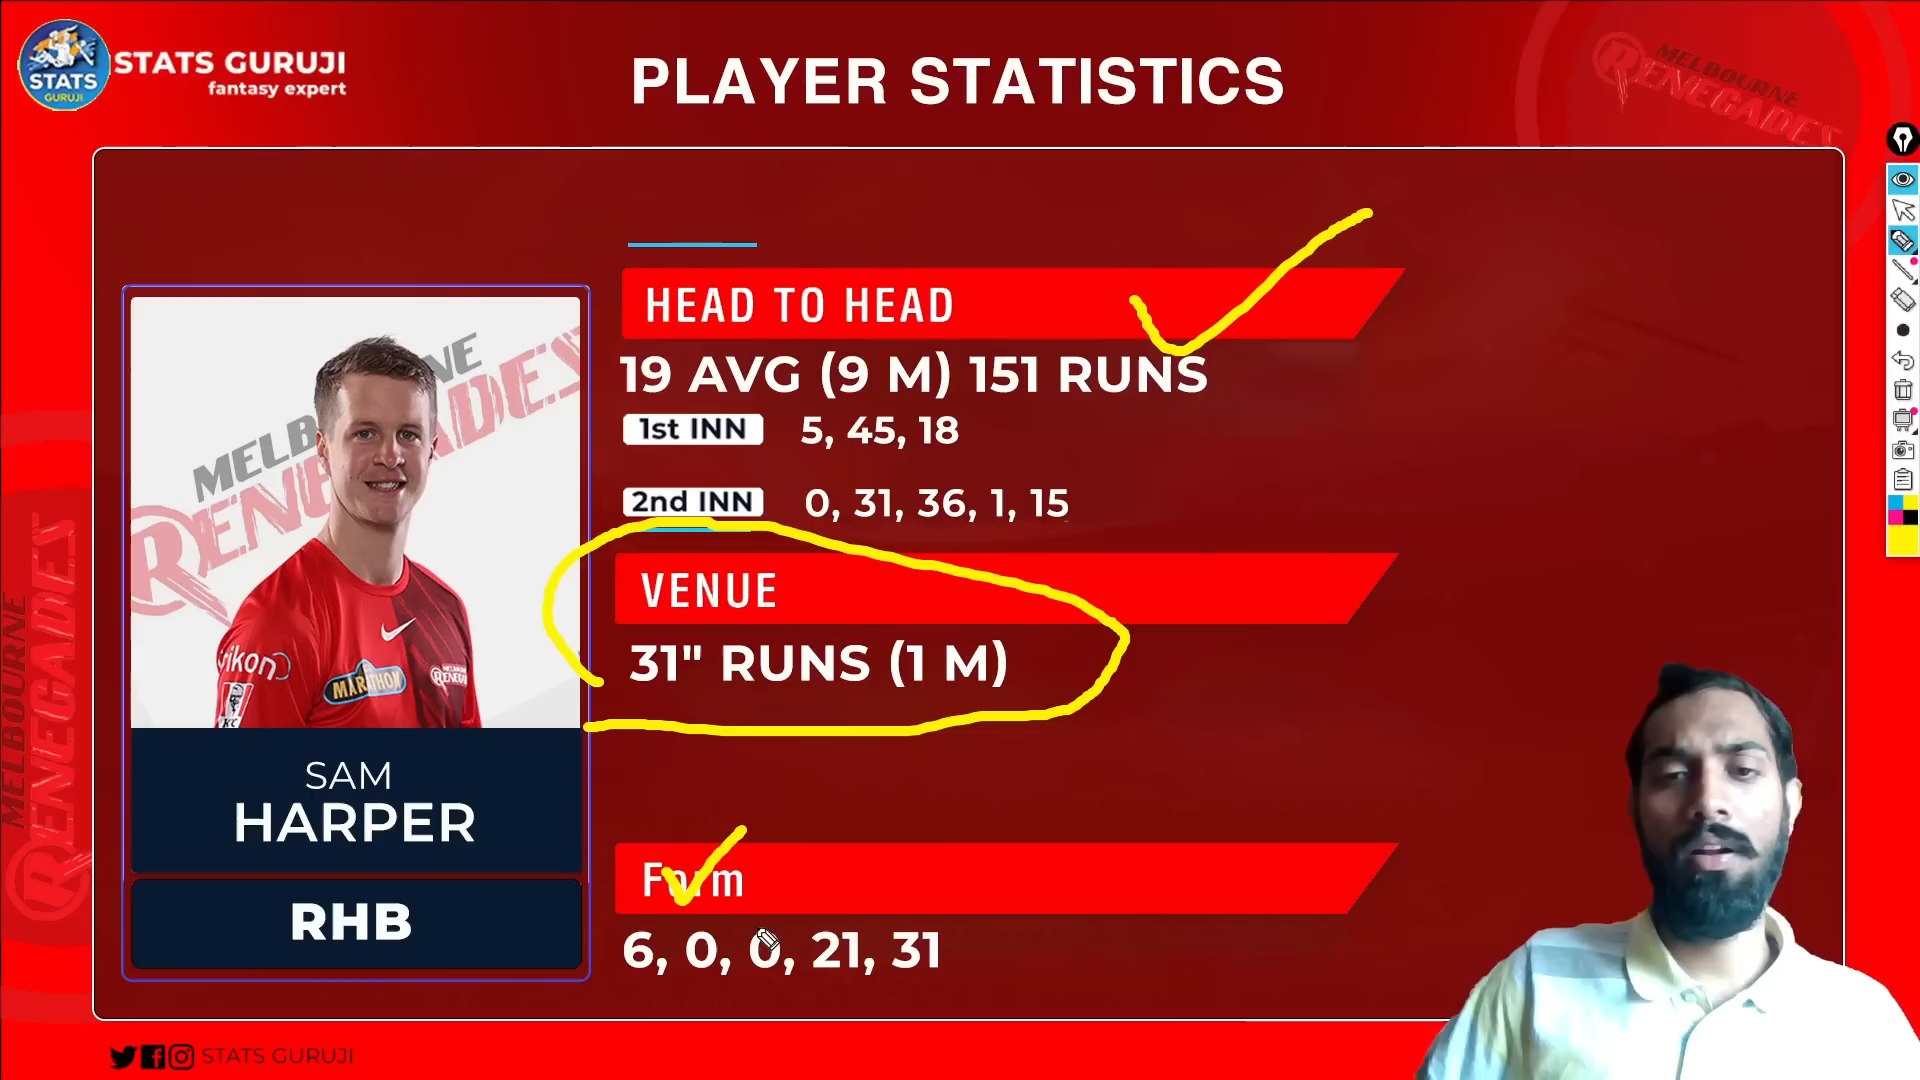 STATS GURUJI
fantasy expert
STATS
GURUJI
PLAYER STATISTICS
MELBOURNE
RENEGADES
HEAD TO HEAD
19 AVG (9 M) 151 RUNS
1st INN 5, 45, 18
2nd INN 0, 31, 36, 1, 15
VENUE
31" RUNS (1 M)
Form
6, 0, 0, 21, 31
MARATHON
SAM
HARPER
RHB
MELBOURNE
RENEGADES
STATS GURUJI